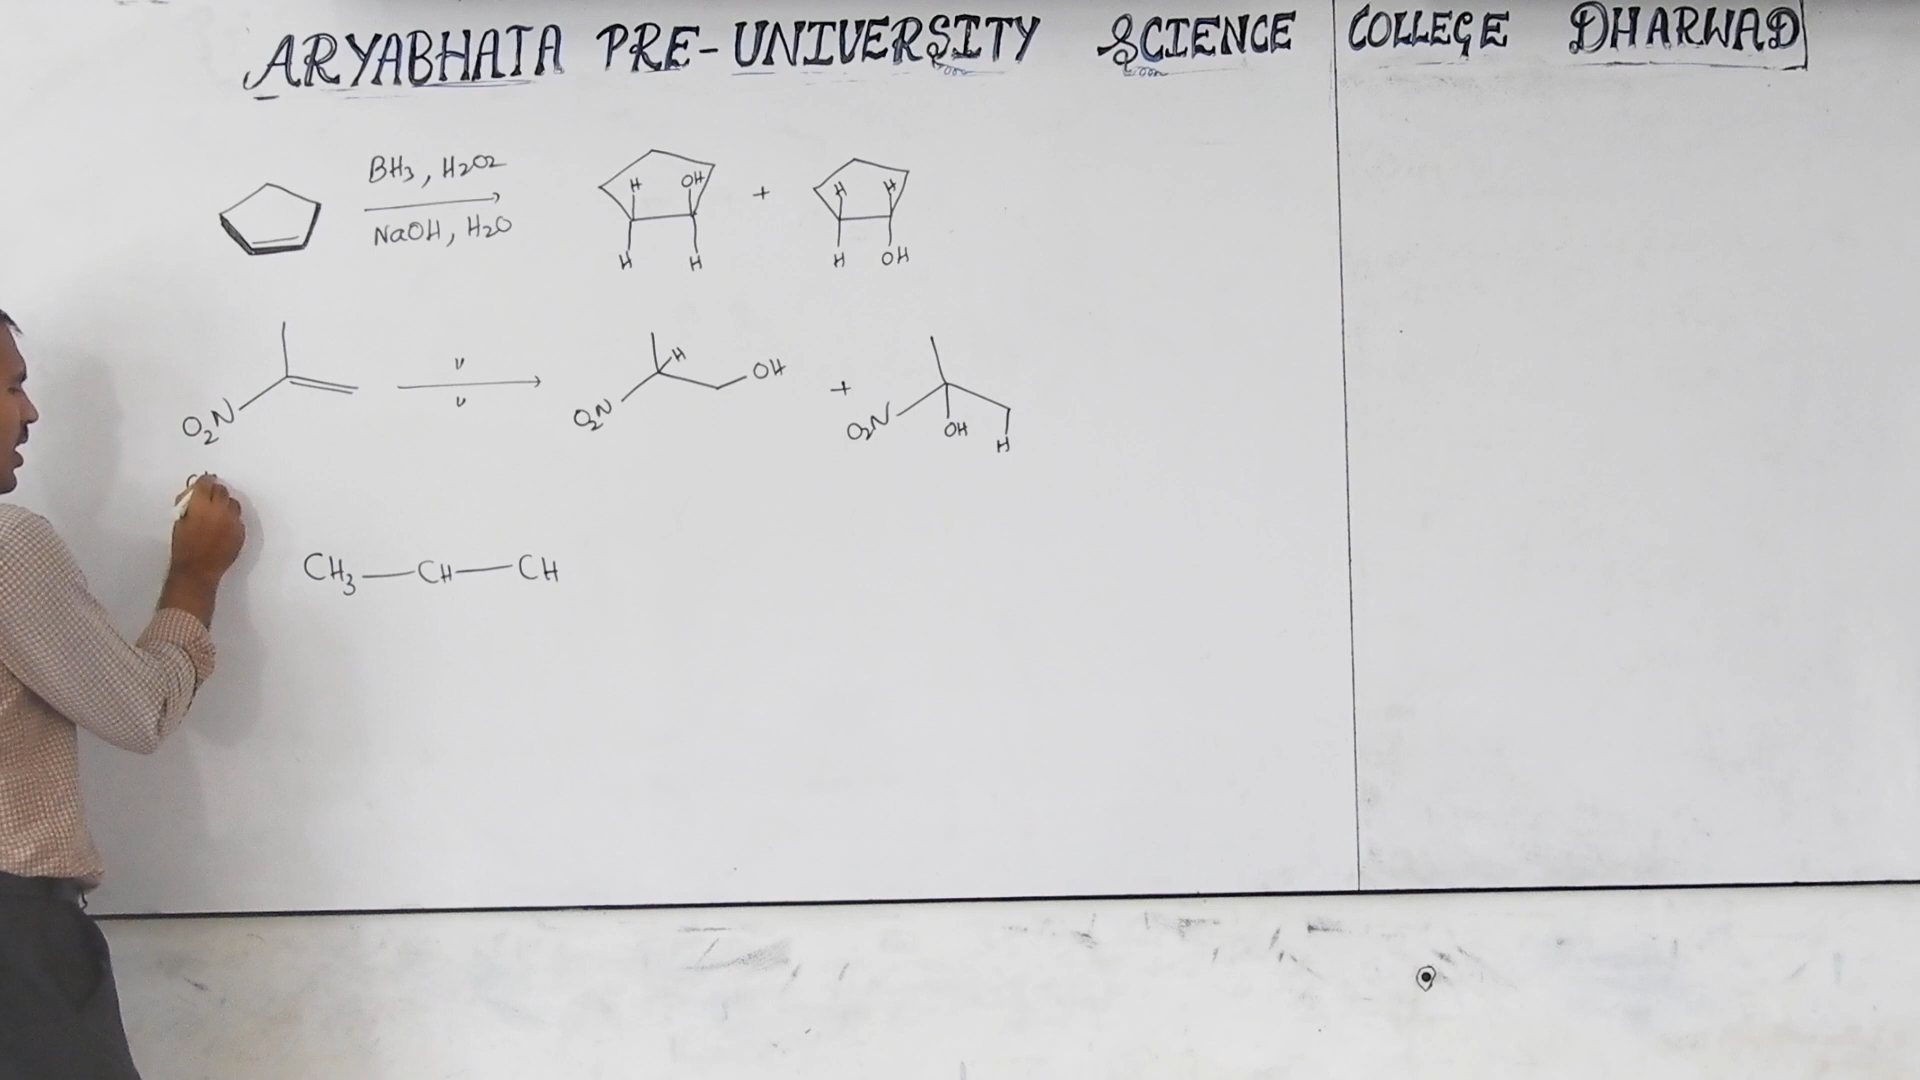 ARYABHATA PRE-UNIVERSITY SCIENCE COLLEGE DHARWAD
BH3, H2O2
NaOH, H2O
H OH + H H
H H H OH
O2N " " O2N H OH + O2N OH H
CH3—CH—CH